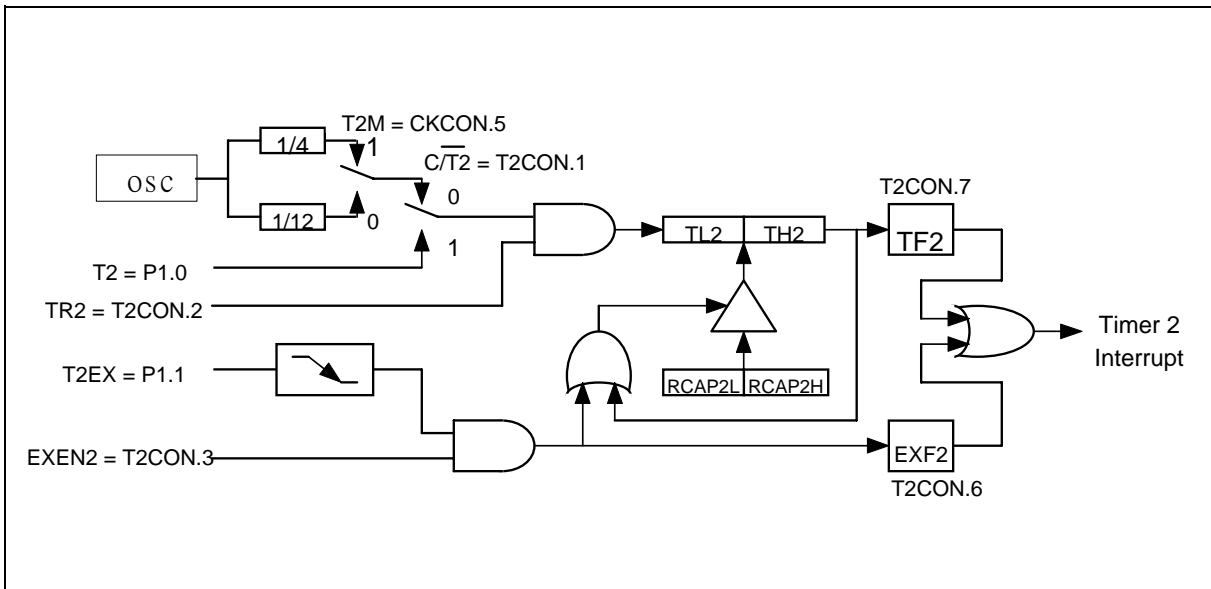 T2M = CKCON.5
1/4
1
C/T2 = T2CON.1
OSC
0
T2CON.7
1/12
0
TL2
TH2
TF2
1
T2 = P1.0
TR2 = T2CON.2
Timer 2
Interrupt
T2EX = P1.1
RCAP2L
RCAP2H
EXEN2 = T2CON.3
EXF2
T2CON.6